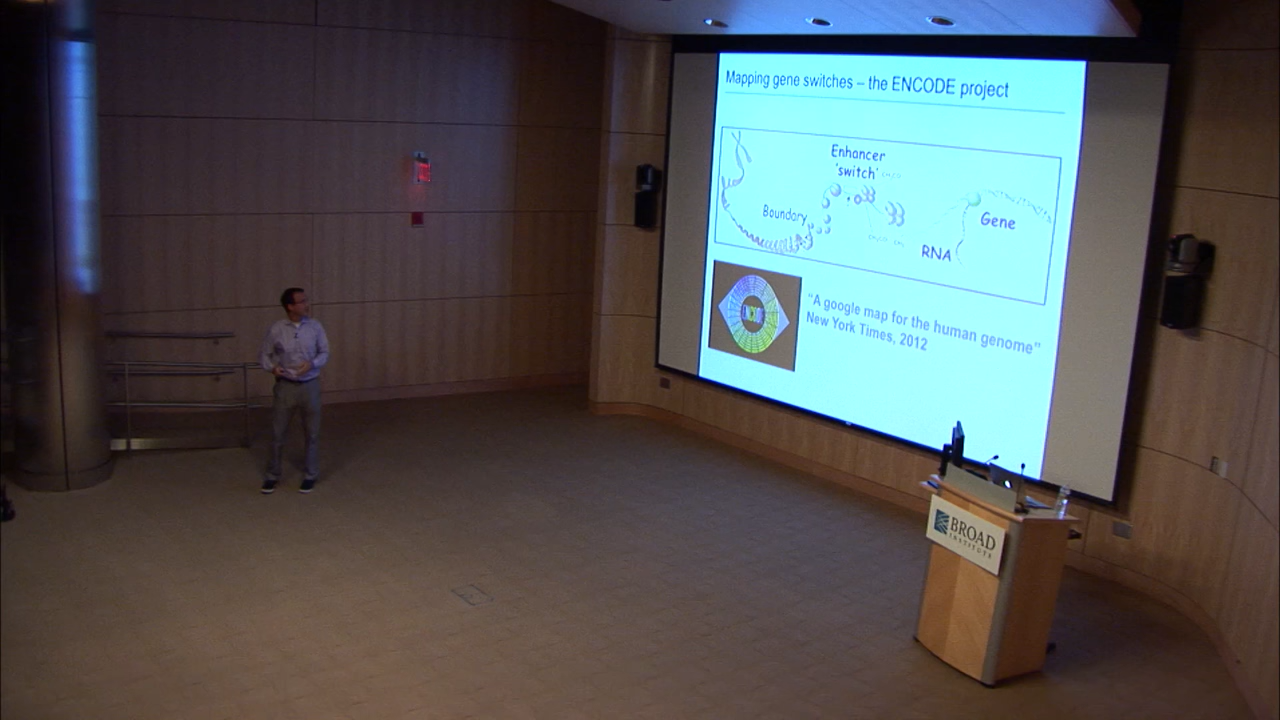 Mapping gene switches – the ENCODE project
Enhancer
'switch'
Boundary
Gene
RNA
"A google map for the human genome"
New York Times, 2012
BROAD
INSTITUTE